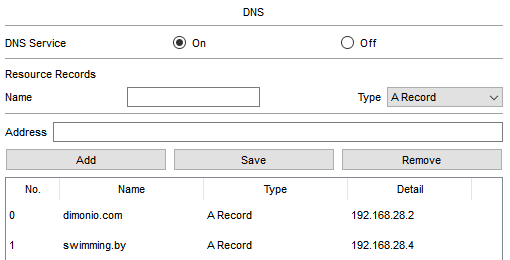 DNS
DNS Service On Off
Resource Records
Name Type A Record
Address
Add Save Remove
No. Name Type Detail
0 dimonio.com A Record 192.168.28.2
1 swimming.by A Record 192.168.28.4